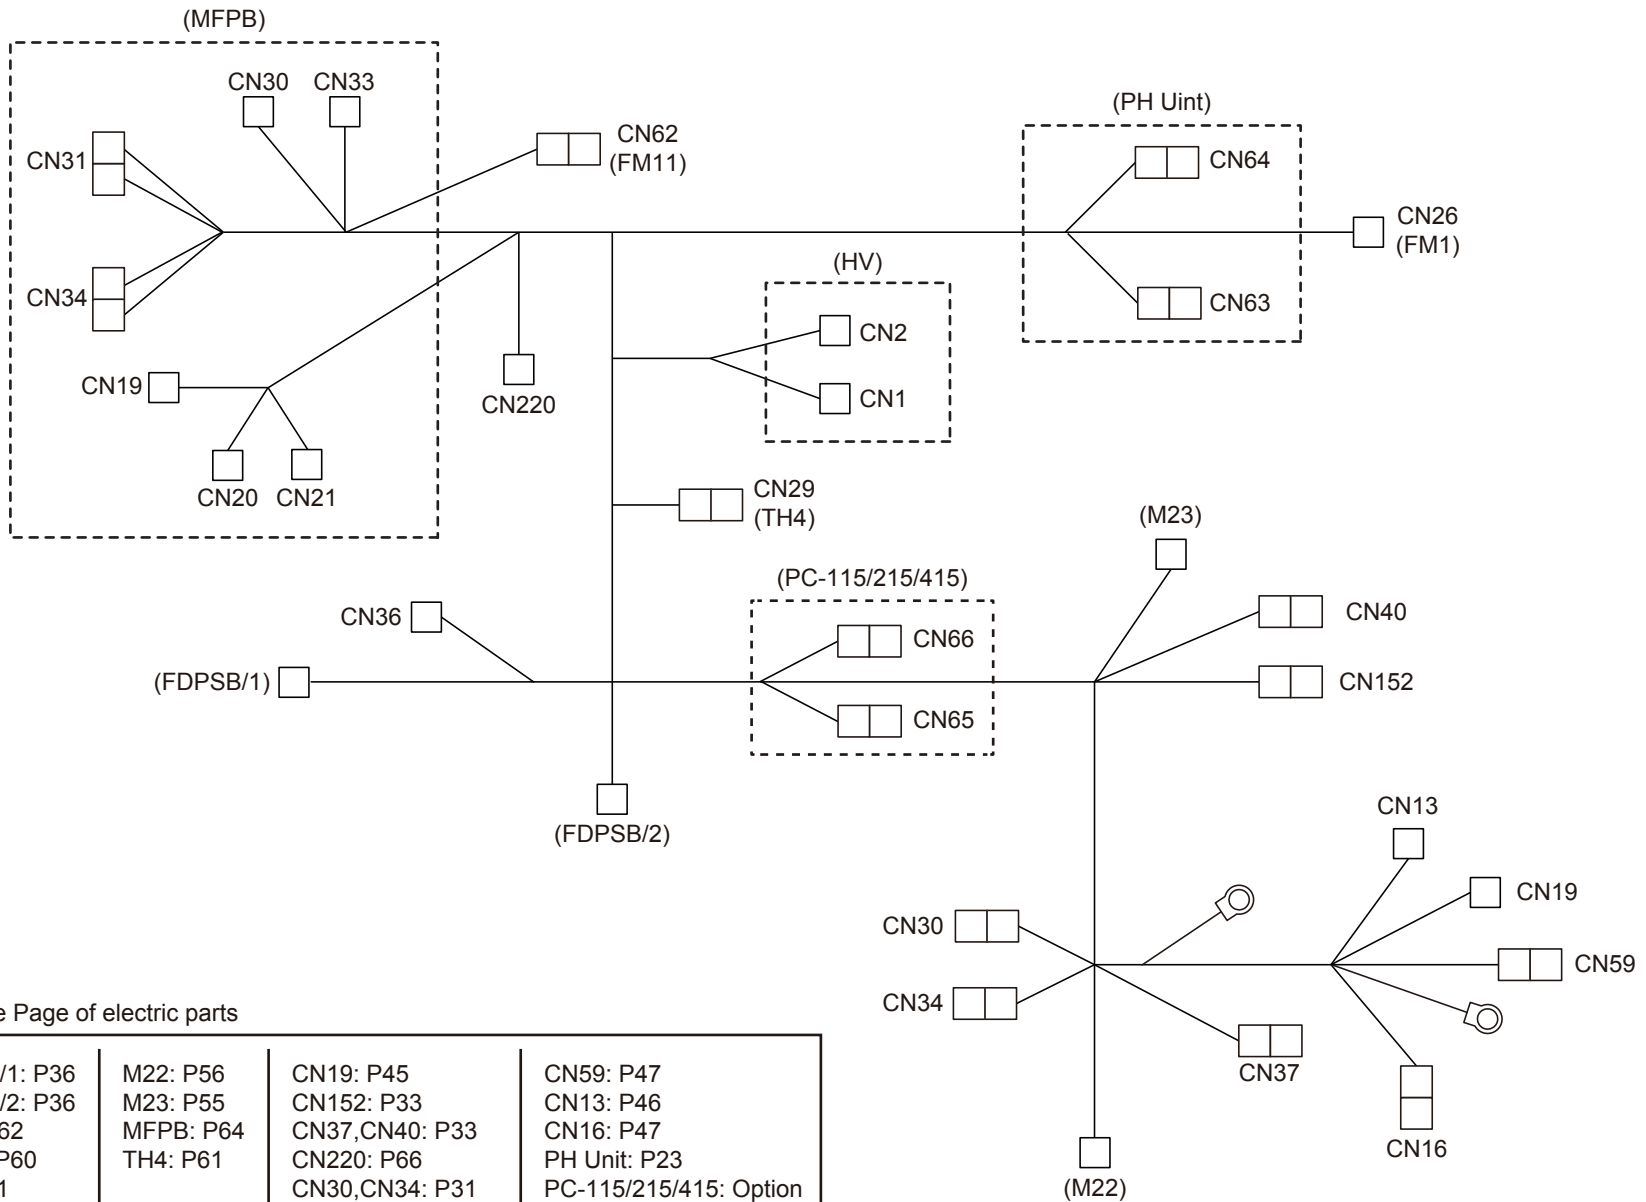 (MFPB)
CN30
CN33
CN31
CN34
CN62
(FM11)
(PH Uint)
CN64
CN63
CN26
(FM1)
(HV)
CN2
CN1
CN19
CN20
CN21
CN220
CN29
(TH4)
(M23)
(PC-115/215/415)
CN36
CN66
CN65
CN40
CN152
(FDPSB/1)
(FDPSB/2)
CN13
CN19
CN59
CN30
CN34
CN37
CN16
(M22)
Page of electric parts
/1: P36
/2: P36
M22: P56
M23: P55
MFPB: P64
TH4: P61
CN19: P45
CN152: P33
CN37,CN40: P33
CN220: P66
CN30,CN34: P31
CN59: P47
CN13: P46
CN16: P47
PH Unit: P23
PC-115/215/415: Option